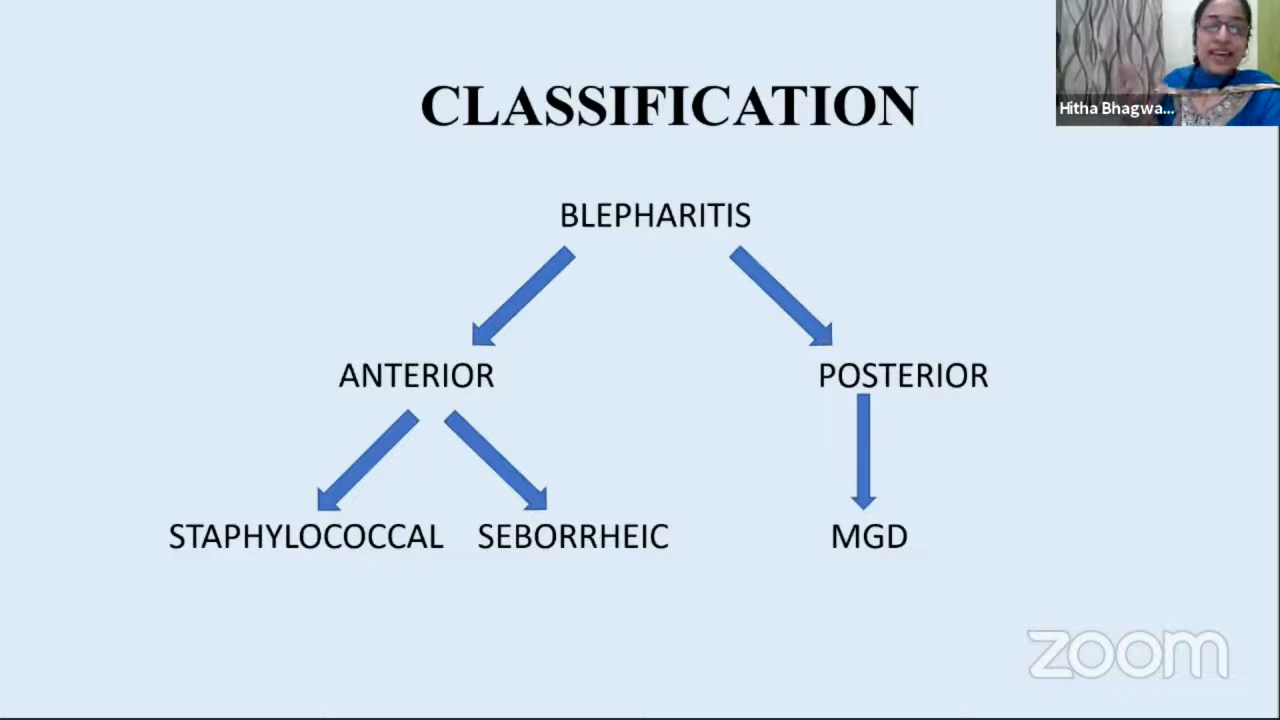 CLASSIFICATION
Hitha Bhagwa...
BLEPHARITIS
ANTERIOR
POSTERIOR
STAPHYLOCOCCAL
SEBORRHEIC
MGD
zoom